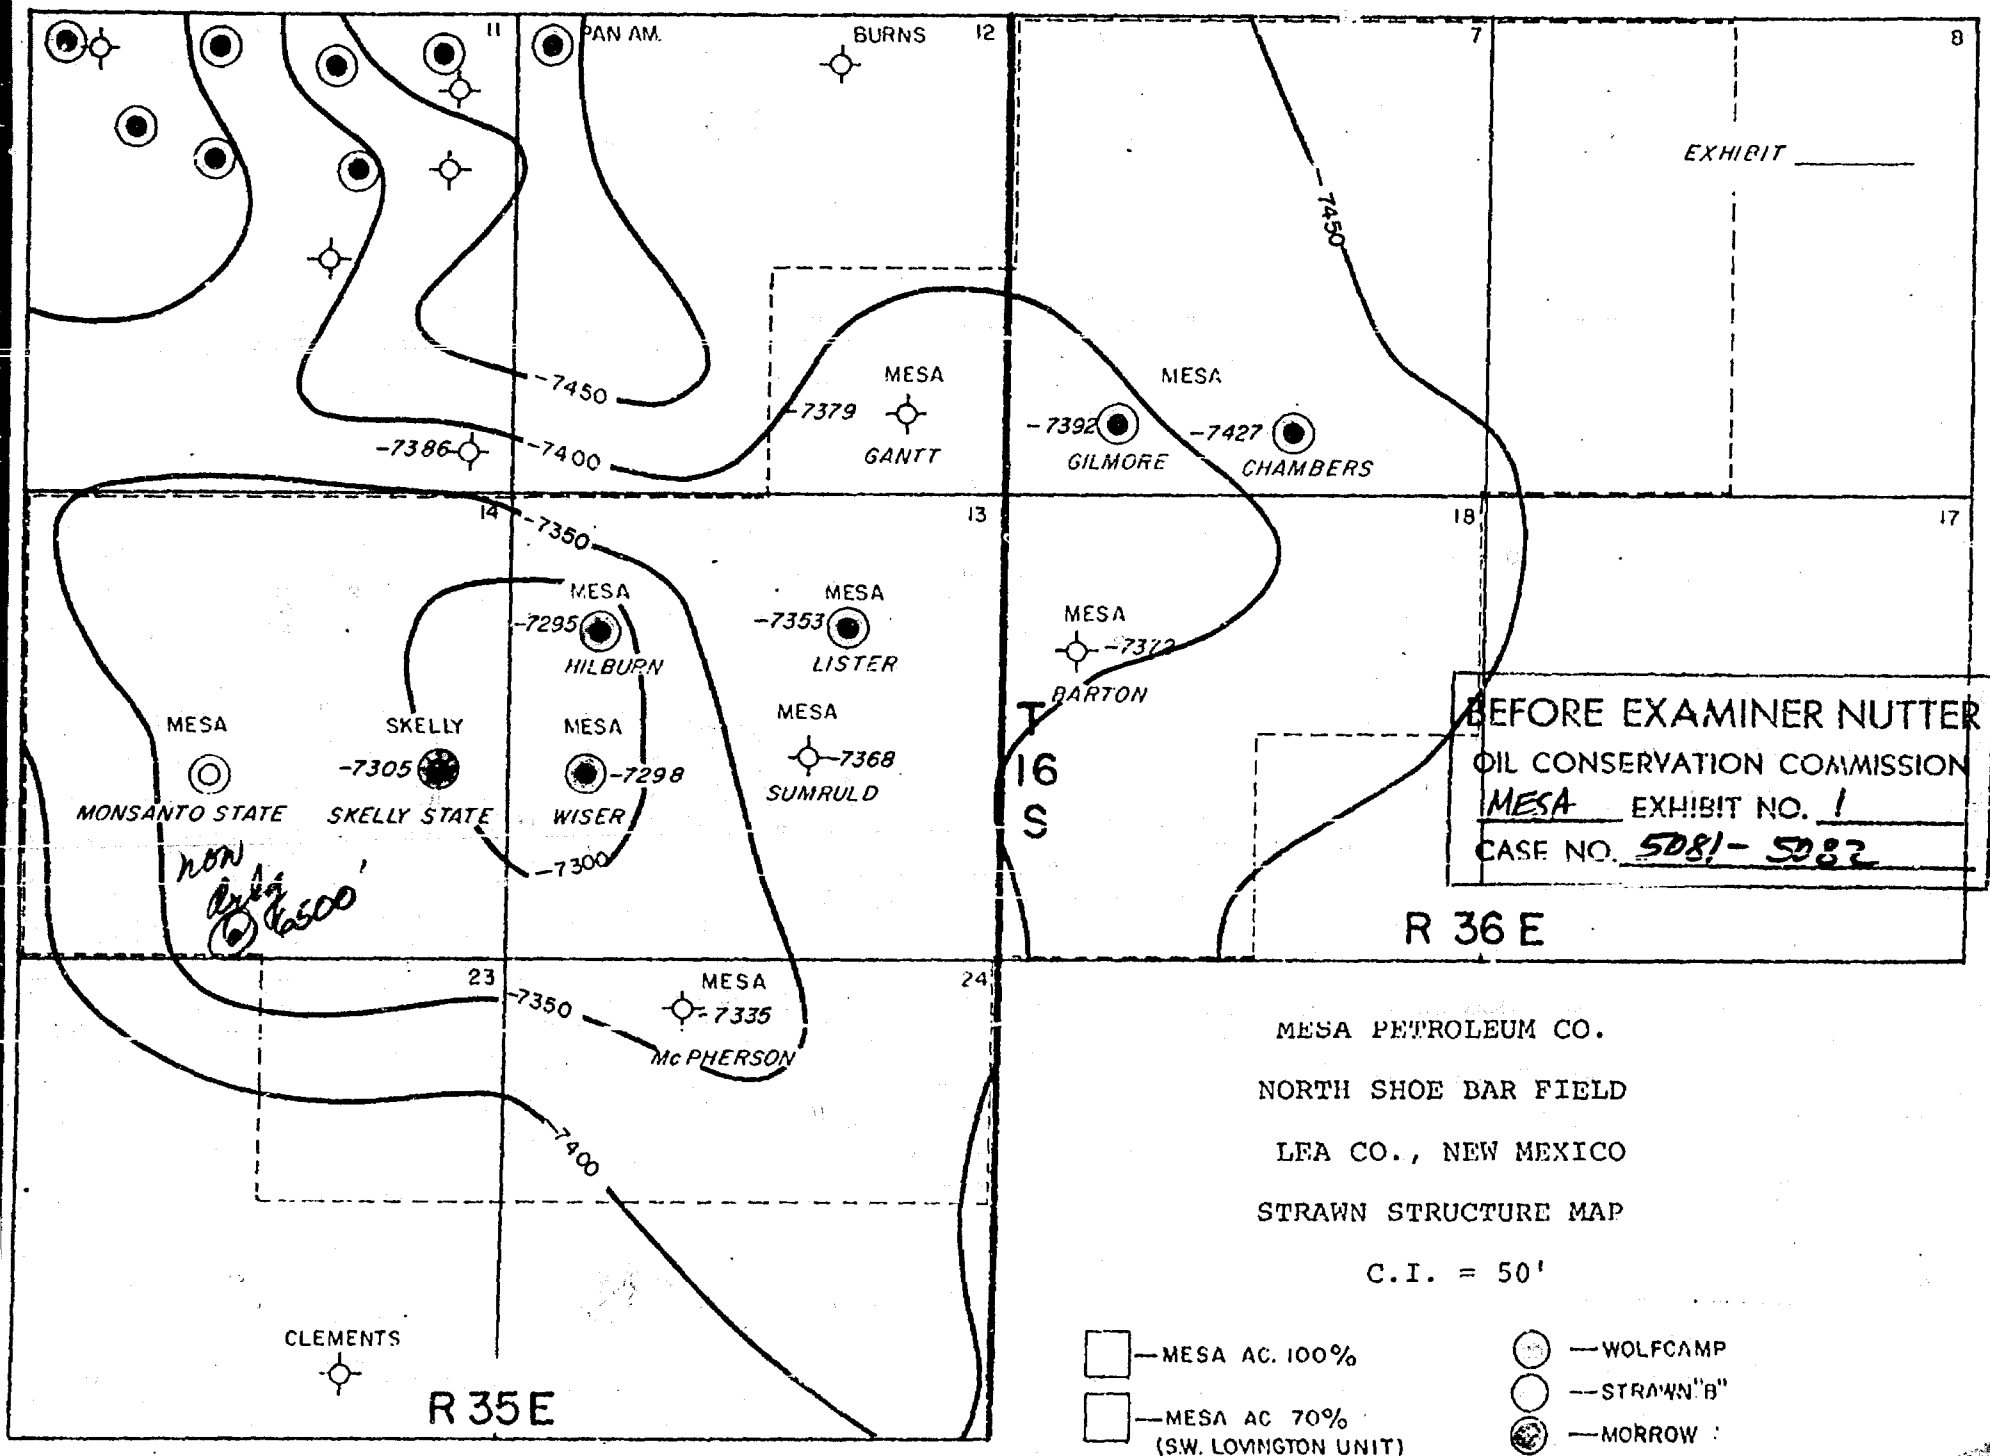 11
PAN AM.
BURNS
12
7
8
EXHIBIT
-7450
MESA
-7379
GANTT
MESA
-7392
GILMORE
-7427
CHAMBERS
-7450
-7386
-7400
14
-7350
13
18
17
MESA
-7295
HILBURN
MESA
-7353
LISTER
MESA
BARTON
MESA
MONSANTO STATE
SKELLY
-7305
SKELLY STATE
MESA
-7298
WISER
MESA
-7368
SUMRULD
T
16
S
-7300
now
drlg
6500'
BEFORE EXAMINER NUTTER
OIL CONSERVATION COMMISSION
MESA EXHIBIT NO. 1
CASE NO. 5081-5082
R 36 E
23
24
-7350
MESA
-7335
McPHERSON
-7400
MESA PETROLEUM CO.
NORTH SHOE BAR FIELD
LEA CO., NEW MEXICO
STRAWN STRUCTURE MAP
C.I. = 50'
CLEMENTS
R 35 E
—MESA AC. 100%
—MESA AC 70%
(S.W. LOVINGTON UNIT)
—WOLFCAMP
—STRAWN "B"
—MORROW